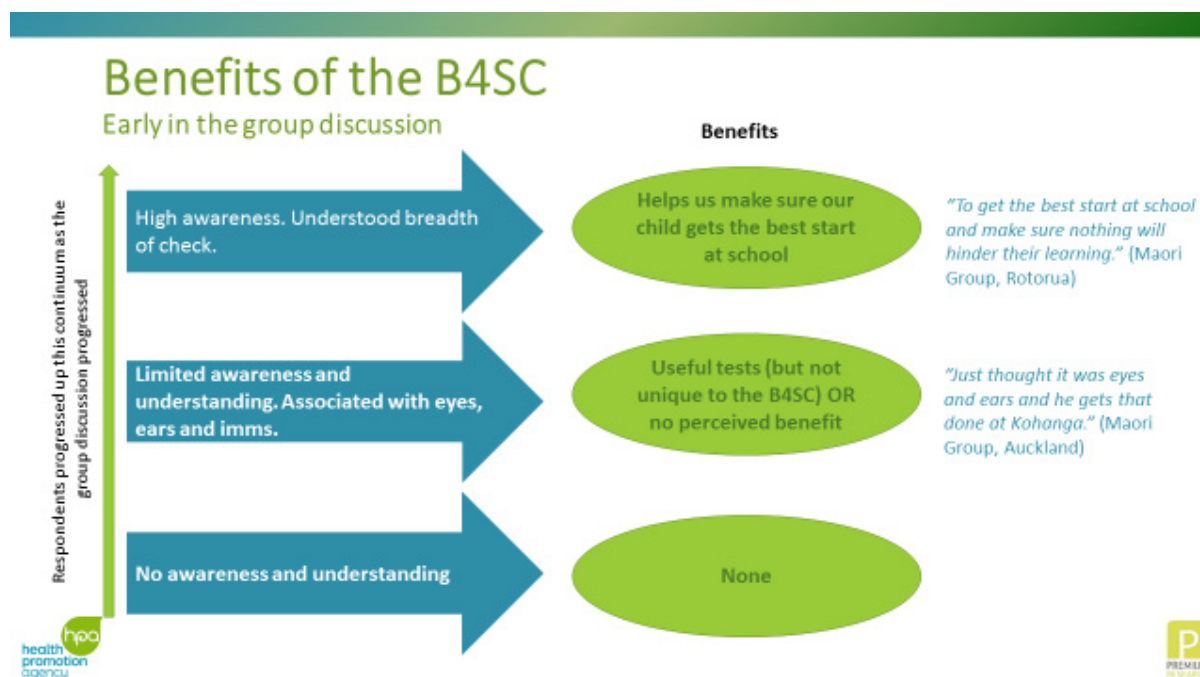 Benefits of the B4SC
Early in the group discussion
Benefits
Respondents progressed up this continuum as the
group discussion progressed
High awareness. Understood breadth
of check.
Helps us make sure our
child gets the best start
at school
"To get the best start at school
and make sure nothing will
hinder their learning." (Maori
Group, Rotorua)
Limited awareness and
understanding. Associated with eyes,
ears and imms.
Useful tests (but not
unique to the B4SC) OR
no perceived benefit
"Just thought it was eyes
and ears and he gets that
done at Kohanga." (Maori
Group, Auckland)
No awareness and understanding
None
hpa
health
promotion
agency
P